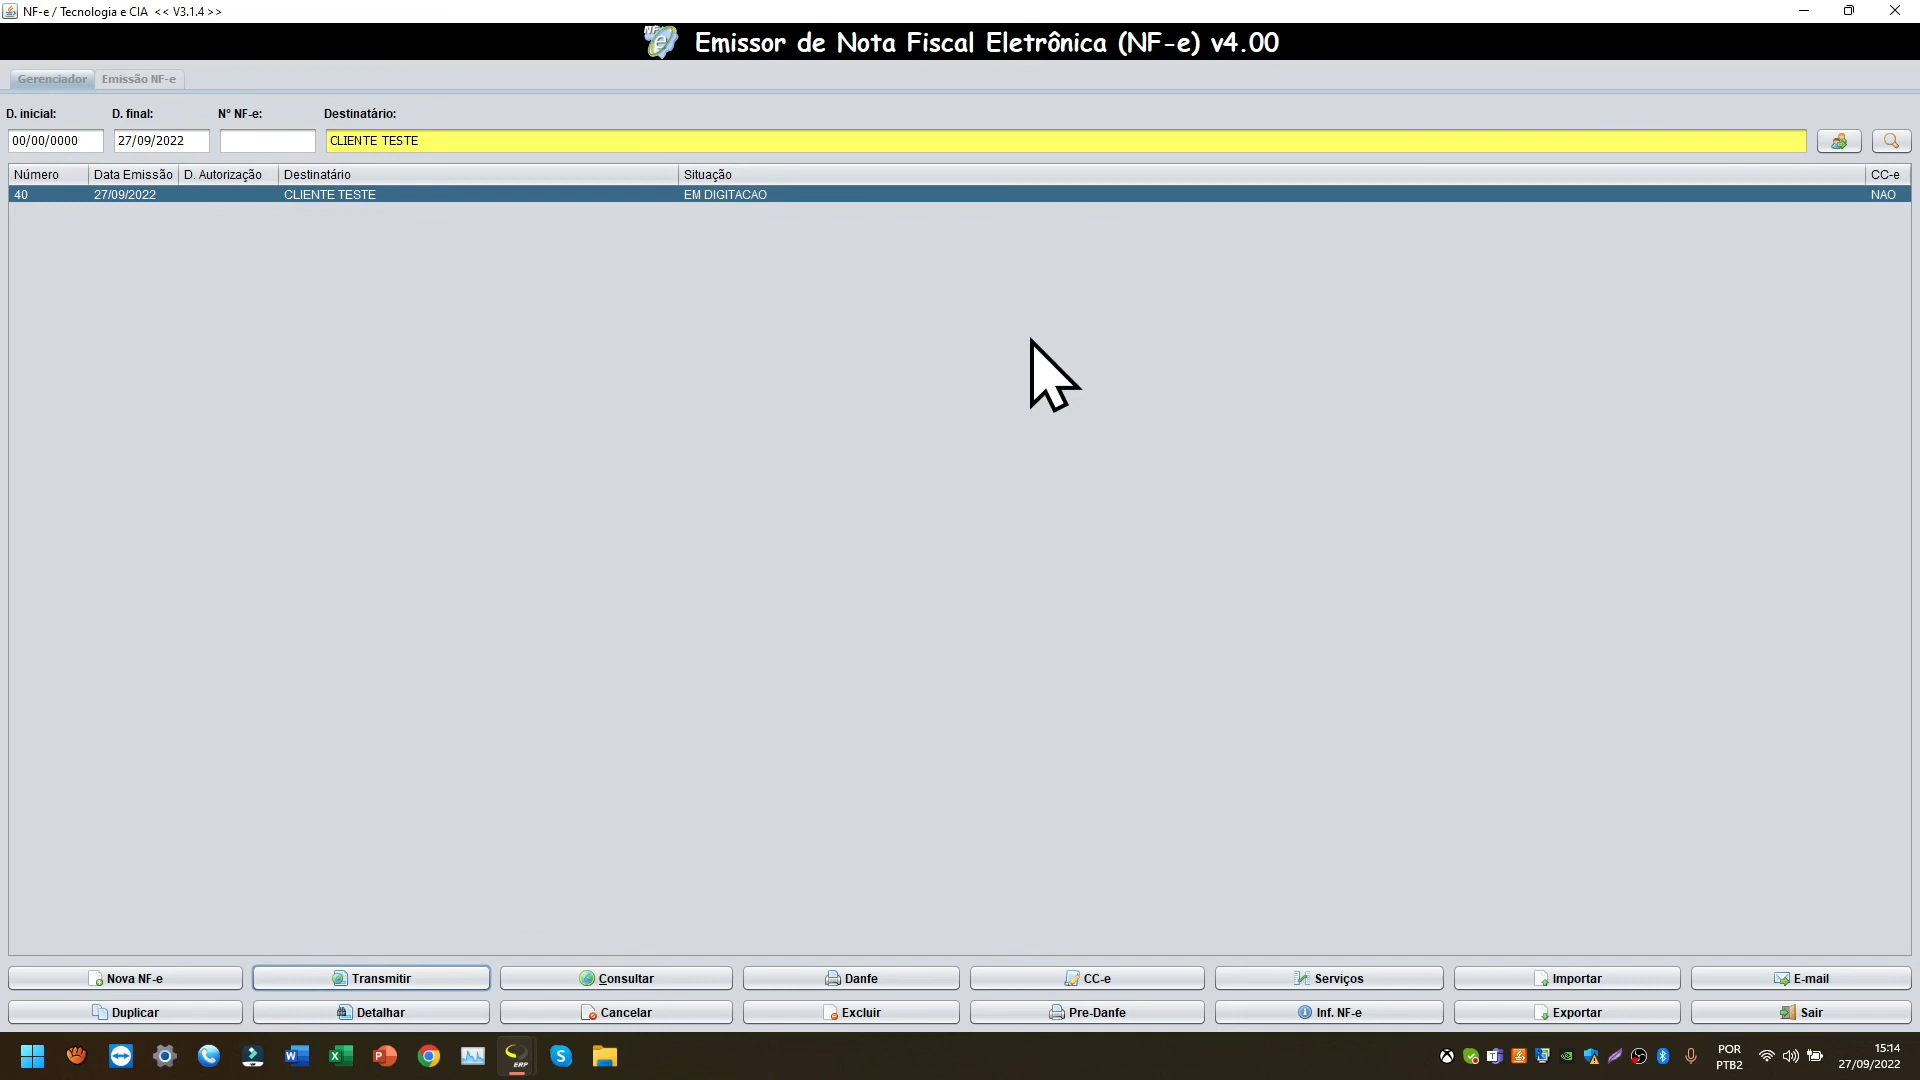 NF-e / Tecnologia e CIA << V3.1.4 >>
Emissor de Nota Fiscal Eletrônica (NF-e) v4.00
Gerenciador Emissão NF-e
D. inicial: D. final: N° NF-e: Destinatário:
00/00/0000 27/09/2022 CLIENTE TESTE
Número Data Emissão D. Autorização Destinatário Situação CC-e
40 27/09/2022 CLIENTE TESTE EM DIGITACAO NAO
Nova NF-e Transmitir Consultar Danfe CC-e Serviços Importar E-mail
Duplicar Detalhar Cancelar Excluir Pre-Danfe Inf. NF-e Exportar Sair
POR 15:14
PTB2 27/09/2022